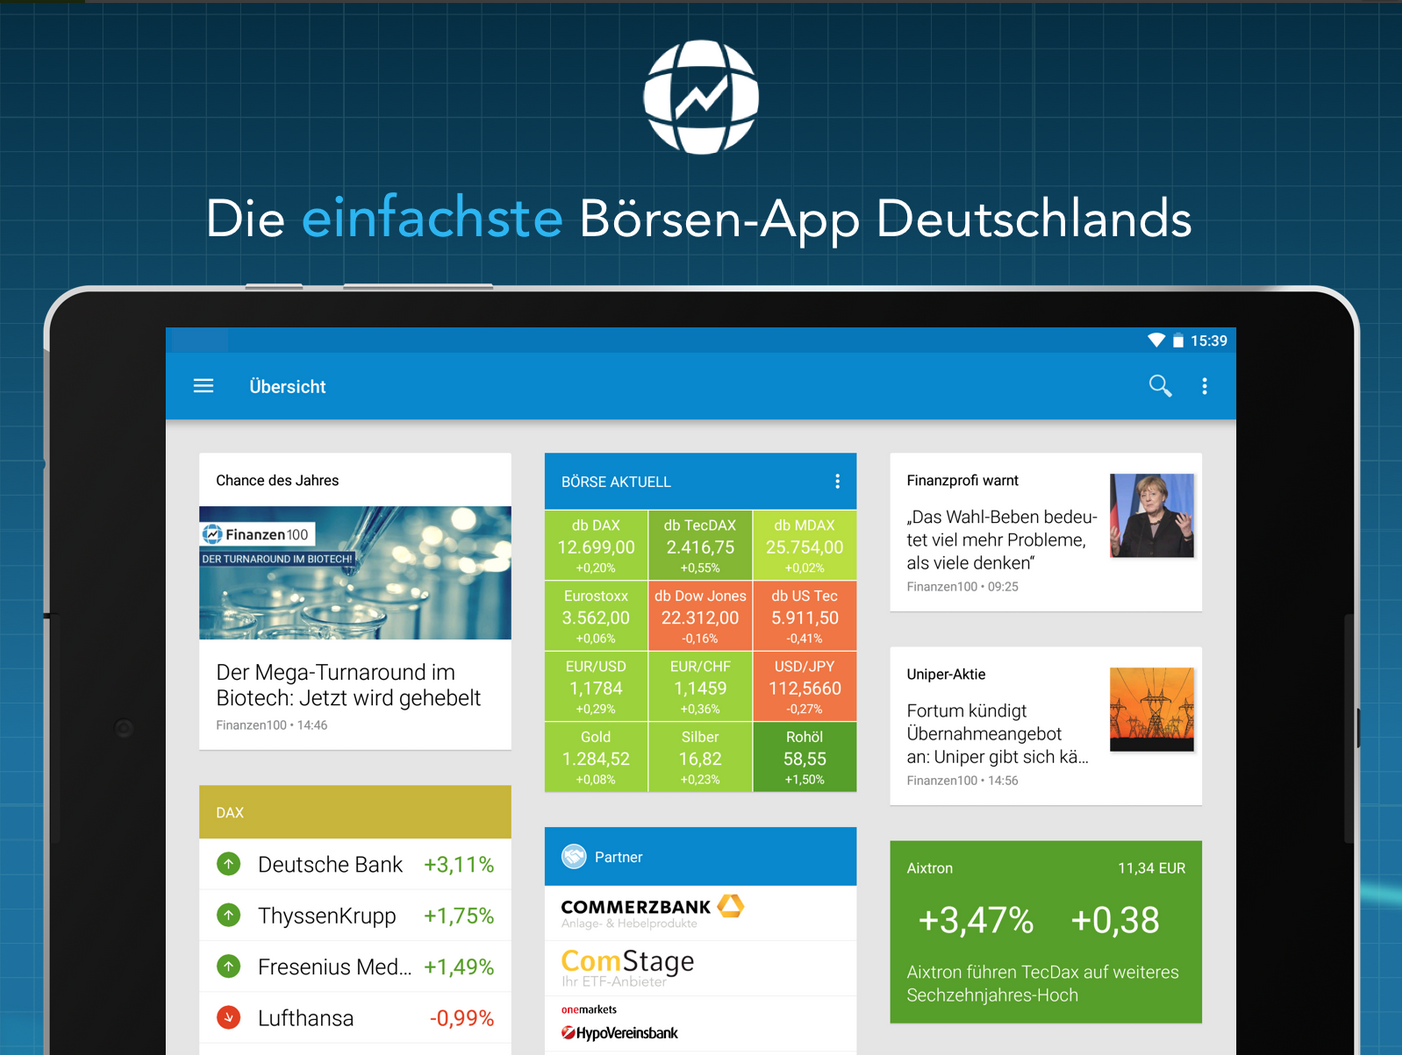 Die einfachste Börsen-App Deutschlands
15:39
Übersicht
Chance des Jahres
Finanzen100
DER TURNAROUND IM BIOTECH!
Der Mega-Turnaround im
Biotech: Jetzt wird gehebelt
Finanzen100 • 14:46
DAX
Deutsche Bank +3,11%
ThyssenKrupp +1,75%
Fresenius Med... +1,49%
Lufthansa -0,99%
BÖRSE AKTUELL
db DAX db TecDAX db MDAX
12.699,00 2.416,75 25.754,00
+0,20% +0,55% +0,02%
Eurostoxx db Dow Jones db US Tec
3.562,00 22.312,00 5.911,50
+0,06% -0,16% -0,41%
EUR/USD EUR/CHF USD/JPY
1,1784 1,1459 112,5660
+0,29% +0,36% -0,27%
Gold Silber Rohöl
1.284,52 16,82 58,55
+0,08% +0,23% +1,50%
Partner
COMMERZBANK
Anlage- & Hebelprodukte
ComStage
Ihr ETF-Anbieter
onemarkets
HypoVereinsbank
Finanzprofi warnt
„Das Wahl-Beben bedeu-
tet viel mehr Probleme,
als viele denken“
Finanzen100 • 09:25
Uniper-Aktie
Fortum kündigt
Übernahmeangebot
an: Uniper gibt sich kä...
Finanzen100 • 14:56
Aixtron 11,34 EUR
+3,47% +0,38
Aixtron führen TecDax auf weiteres
Sechzehnjahres-Hoch